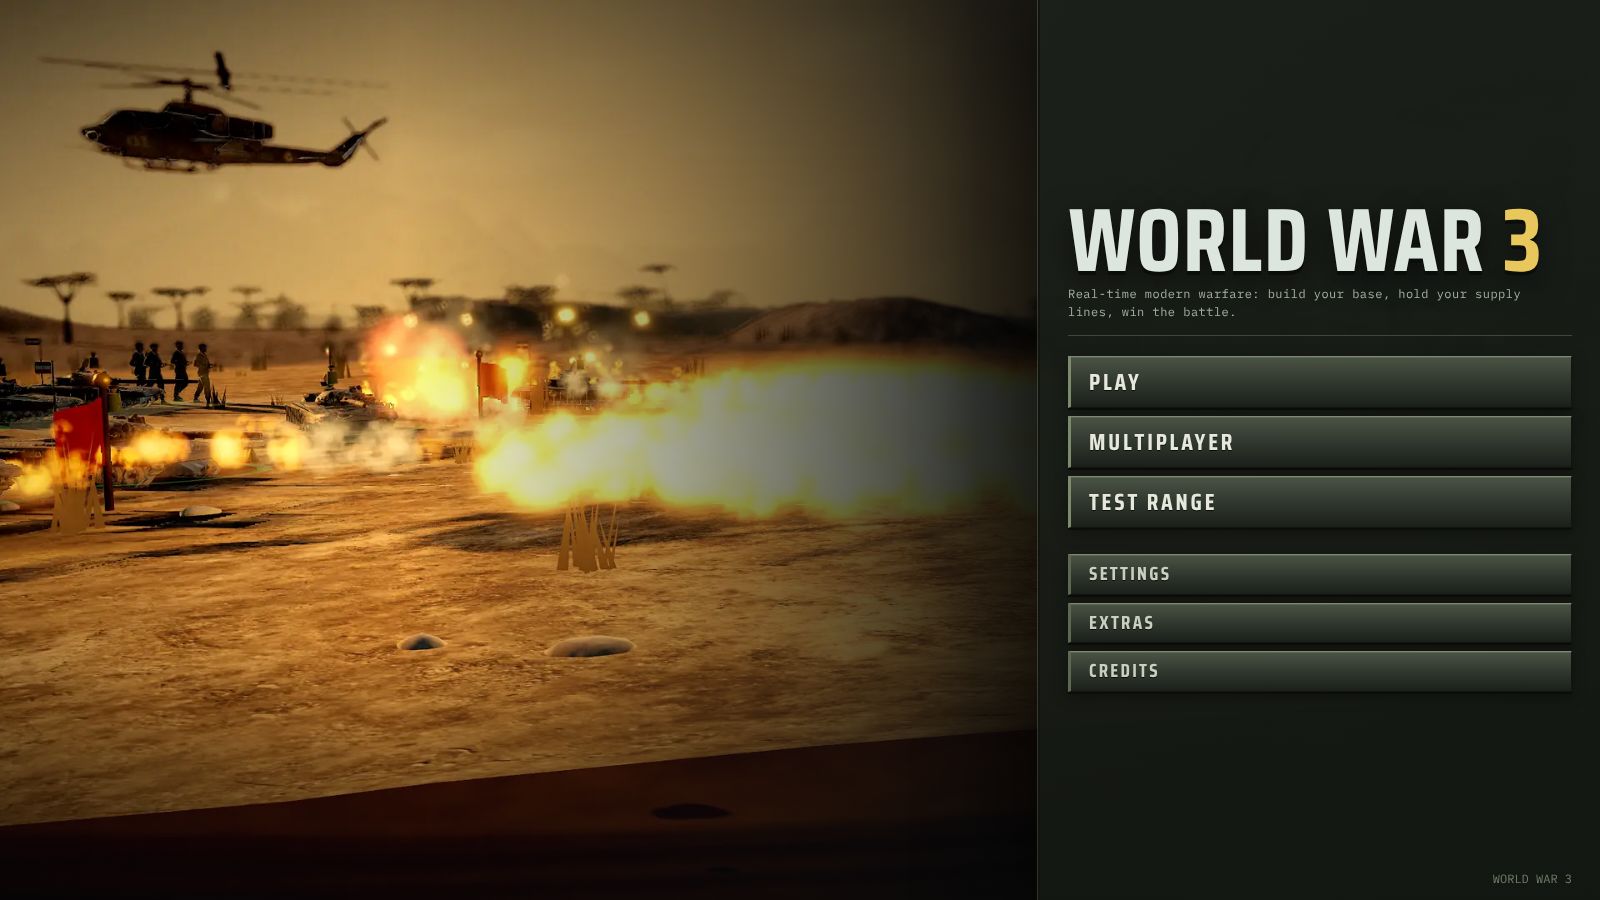 WORLD WAR 3
Real-time modern warfare: build your base, hold your supply
lines, win the battle.
PLAY
MULTIPLAYER
TEST RANGE
SETTINGS
EXTRAS
CREDITS
WORLD WAR 3